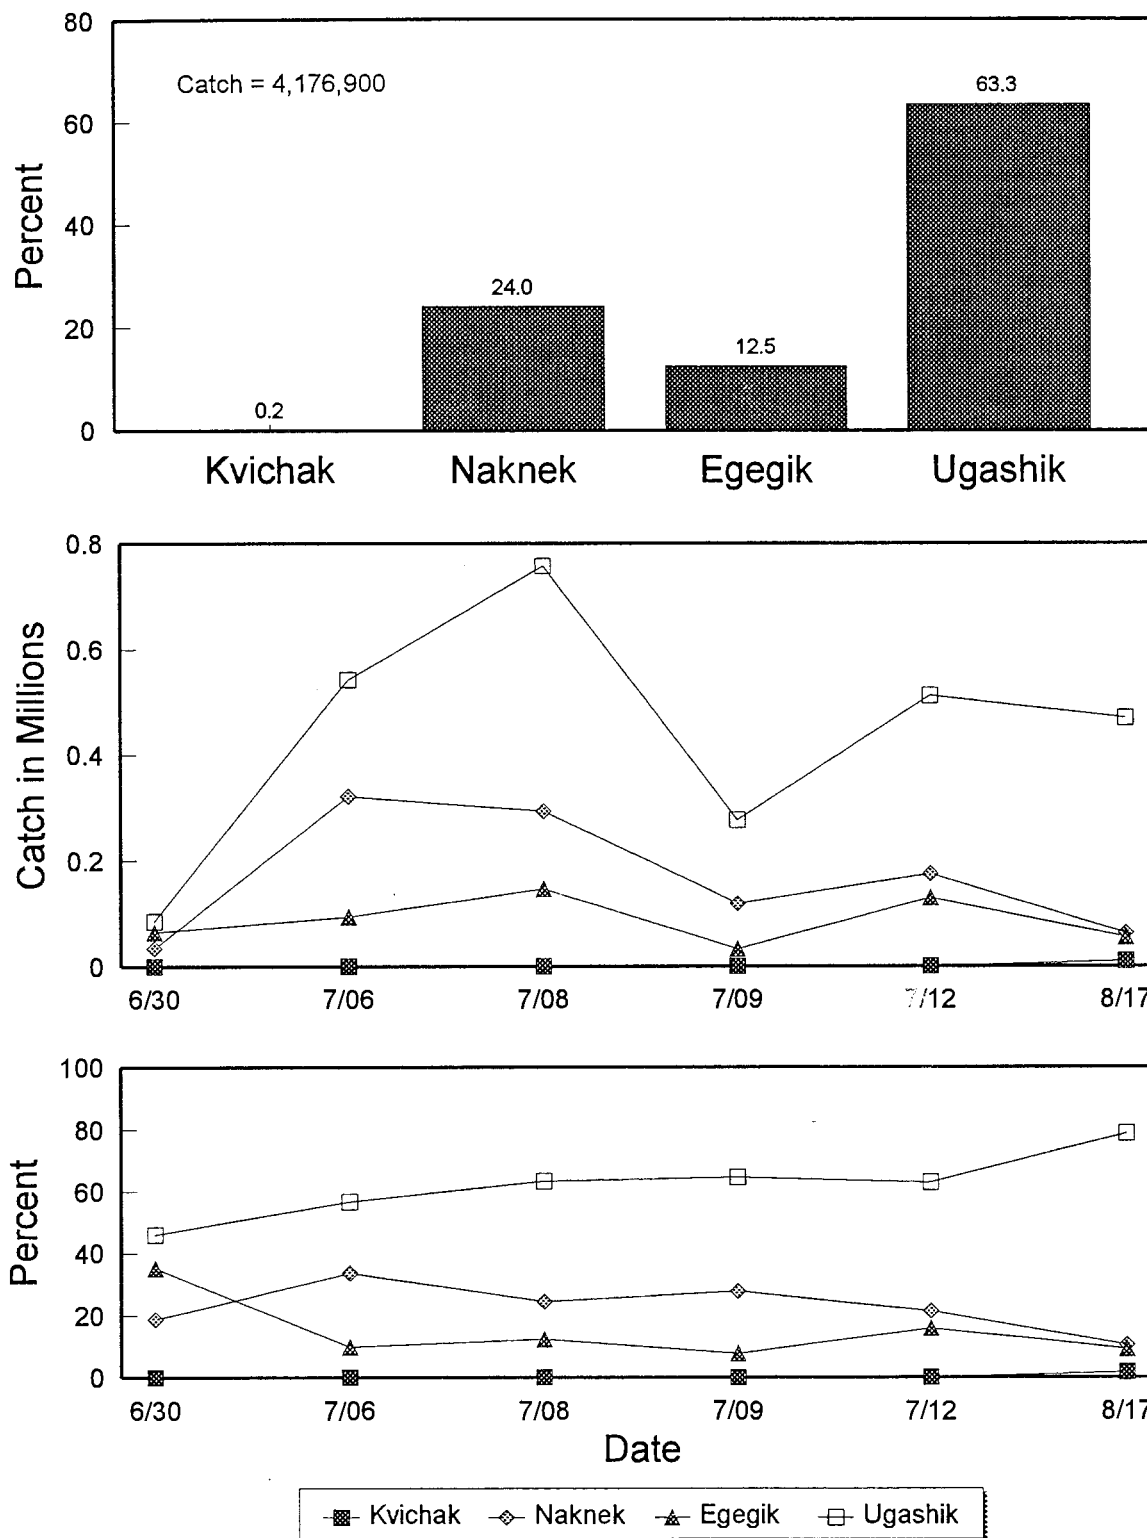 80
60
40
20
0
Percent
Catch = 4,176,900
0.2
24.0
12.5
63.3
Kvichak Naknek Egegik Ugashik
0.8
0.6
0.4
0.2
0
Catch in Millions
6/30 7/06 7/08 7/09 7/12 8/17
100
80
60
40
20
0
Percent
6/30 7/06 7/08 7/09 7/12 8/17
Date
Kvichak Naknek Egegik Ugashik